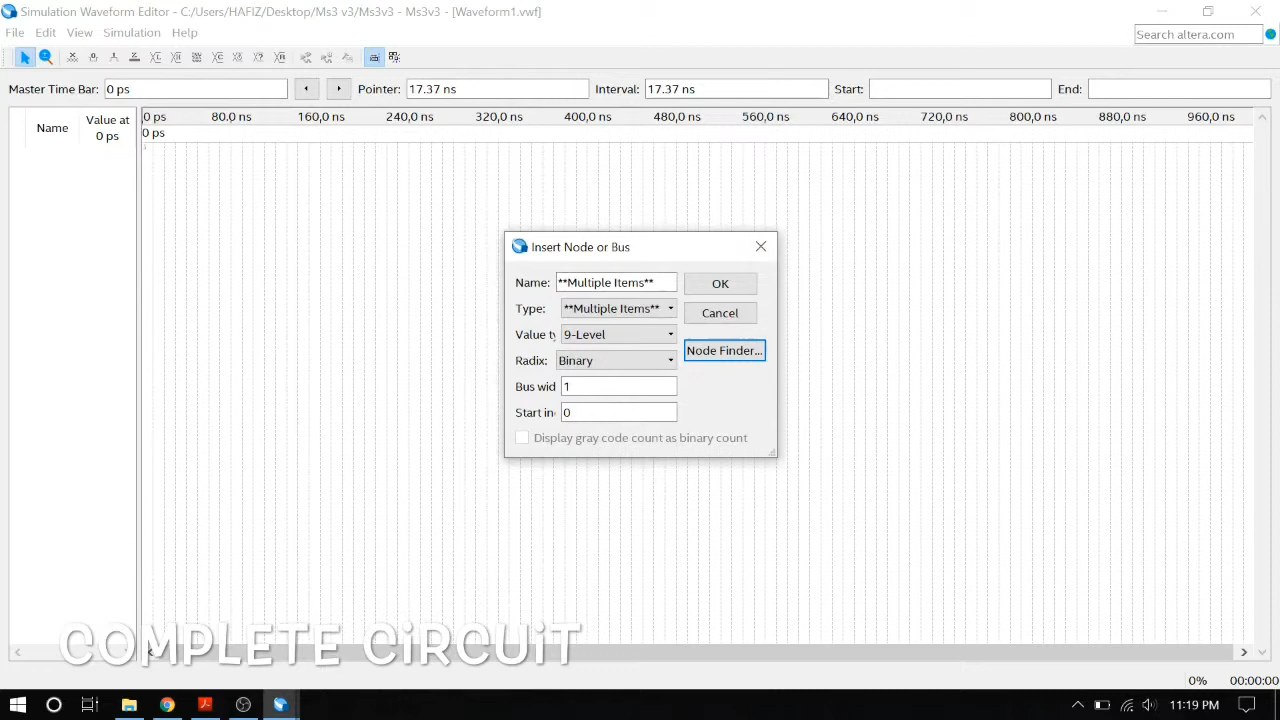 Simulation Waveform Editor - C:/Users/HAFIZ/Desktop/Ms3 v3/Ms3v3 - Ms3v3 - [Waveform1.vwf]
File Edit View Simulation Help
Search altera.com
Master Time Bar: 0 ps Pointer: 17.37 ns Interval: 17.37 ns Start: End:
Name Value at 0 ps
0 ps 80.0 ns 160,0 ns 240,0 ns 320,0 ns 400,0 ns 480,0 ns 560,0 ns 640,0 ns 720,0 ns 800,0 ns 880,0 ns 960,0 ns
0 ps
Insert Node or Bus
Name: **Multiple Items** OK
Type: **Multiple Items** Cancel
Value ty 9-Level
Node Finder...
Radix: Binary
Bus wid 1
Start in 0
Display gray code count as binary count
COMPLETE CiRCUiT
0% 00:00:00
11:19 PM